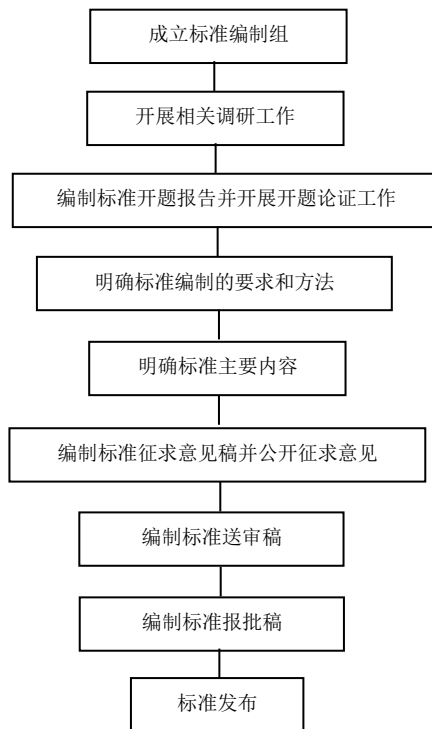 成立标准编制组
开展相关调研工作
编制标准开题报告并开展开题论证工作
明确标准编制的要求和方法
明确标准主要内容
编制标准征求意见稿并公开征求意见
编制标准送审稿
编制标准报批稿
标准发布